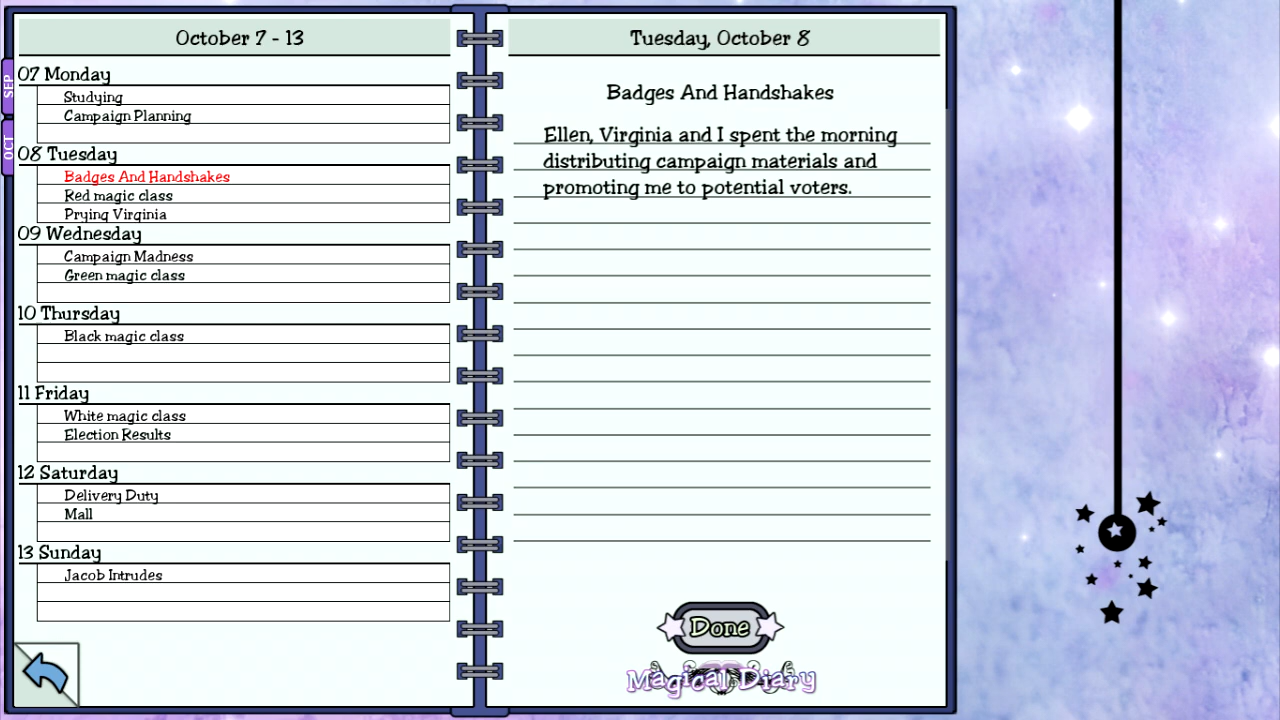 October 7 - 13
SEP
OCT
07 Monday
Studying
Campaign Planning
08 Tuesday
Badges And Handshakes
Red magic class
Prying Virginia
09 Wednesday
Campaign Madness
Green magic class
10 Thursday
Black magic class
11 Friday
White magic class
Election Results
12 Saturday
Delivery Duty
Mall
13 Sunday
Jacob Intrudes
Tuesday, October 8
Badges And Handshakes
Ellen, Virginia and I spent the morning
distributing campaign materials and
promoting me to potential voters.
Done
Magical Diary